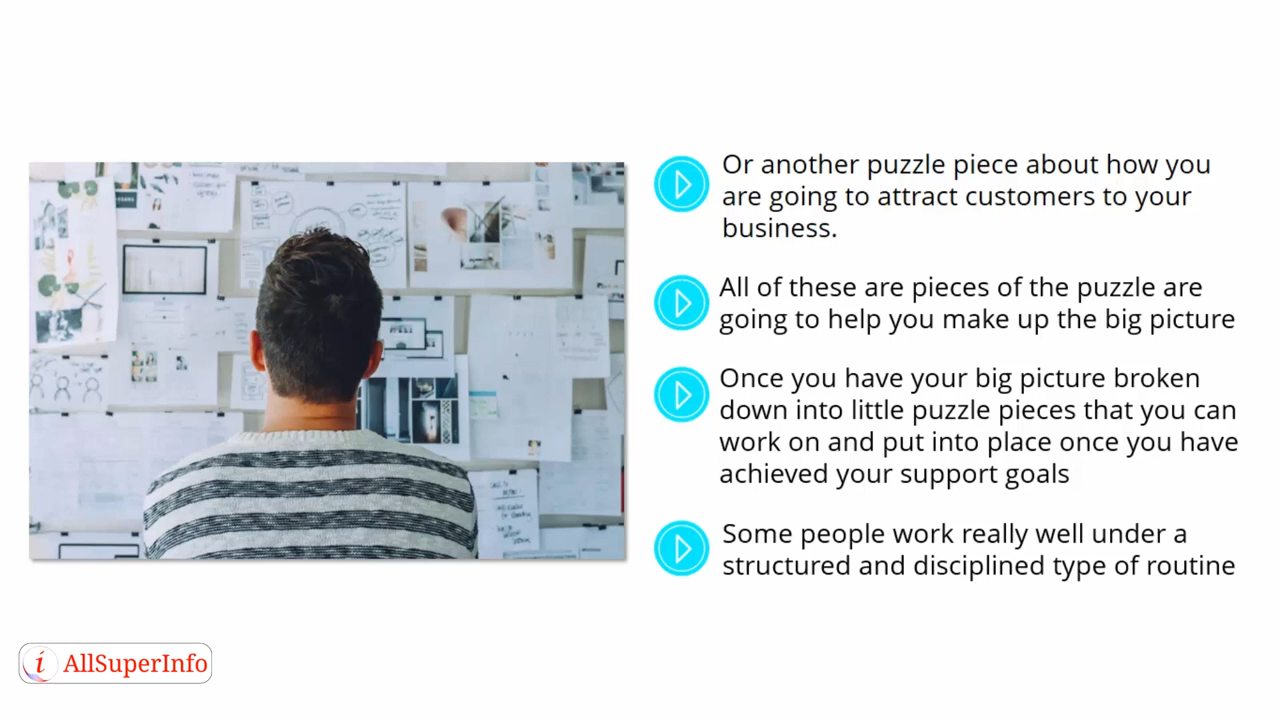 Or another puzzle piece about how you
are going to attract customers to your
business.
All of these are pieces of the puzzle are
going to help you make up the big picture
Once you have your big picture broken
down into little puzzle pieces that you can
work on and put into place once you have
achieved your support goals
Some people work really well under a
structured and disciplined type of routine
i AllSuperInfo